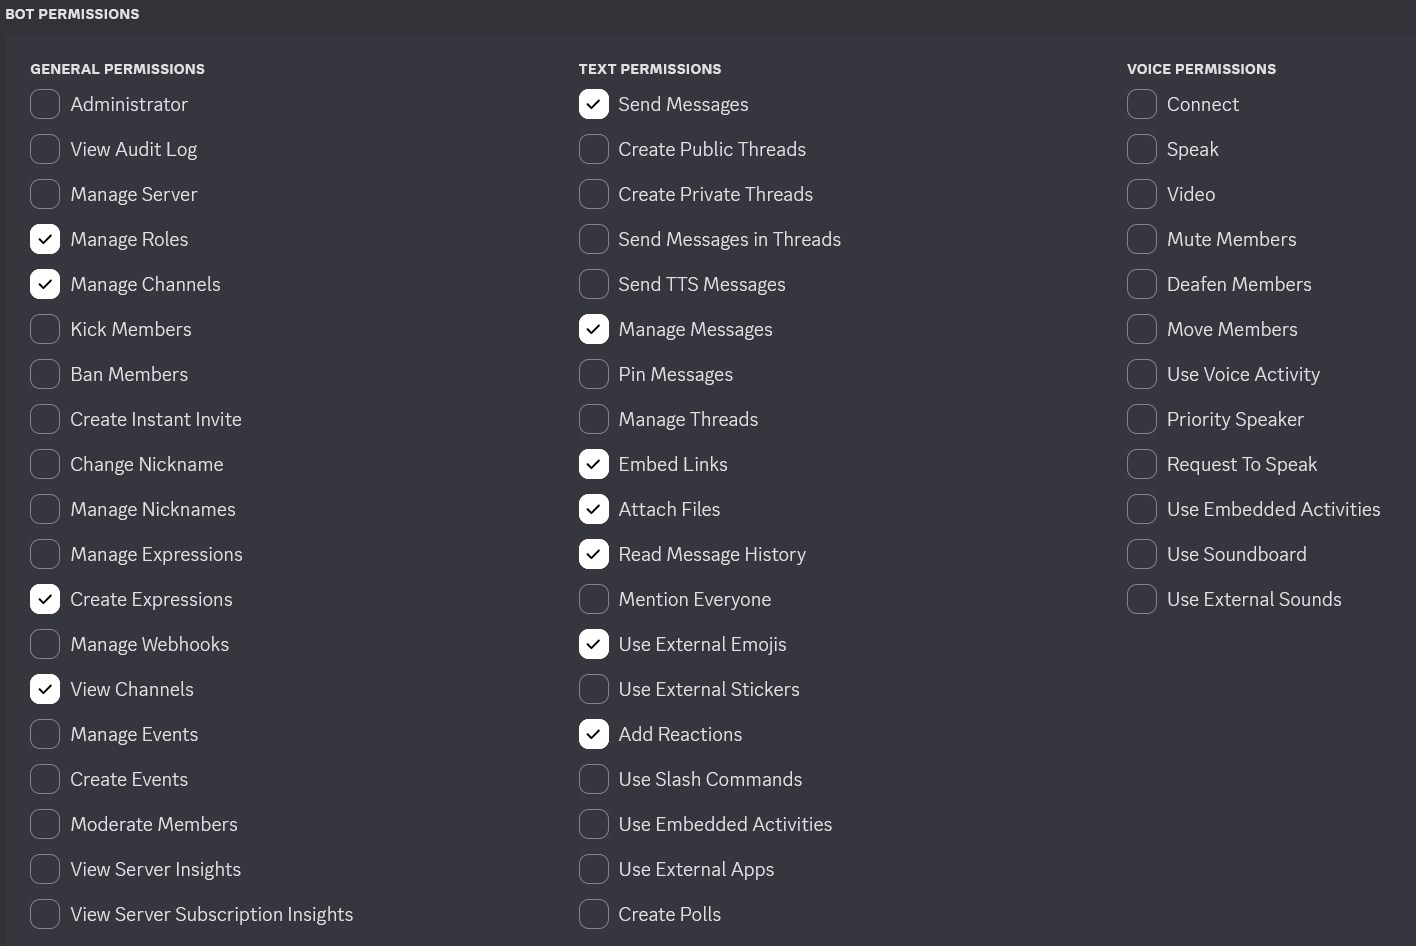 BOT PERMISSIONS
GENERAL PERMISSIONS
Administrator
View Audit Log
Manage Server
Manage Roles
Manage Channels
Kick Members
Ban Members
Create Instant Invite
Change Nickname
Manage Nicknames
Manage Expressions
Create Expressions
Manage Webhooks
View Channels
Manage Events
Create Events
Moderate Members
View Server Insights
View Server Subscription Insights
TEXT PERMISSIONS
Send Messages
Create Public Threads
Create Private Threads
Send Messages in Threads
Send TTS Messages
Manage Messages
Pin Messages
Manage Threads
Embed Links
Attach Files
Read Message History
Mention Everyone
Use External Emojis
Use External Stickers
Add Reactions
Use Slash Commands
Use Embedded Activities
Use External Apps
Create Polls
VOICE PERMISSIONS
Connect
Speak
Video
Mute Members
Deafen Members
Move Members
Use Voice Activity
Priority Speaker
Request To Speak
Use Embedded Activities
Use Soundboard
Use External Sounds